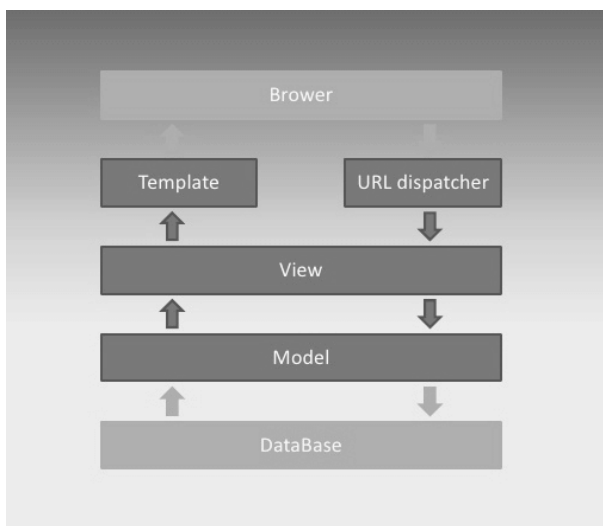 Brower
Template
URL dispatcher
View
Model
DataBase